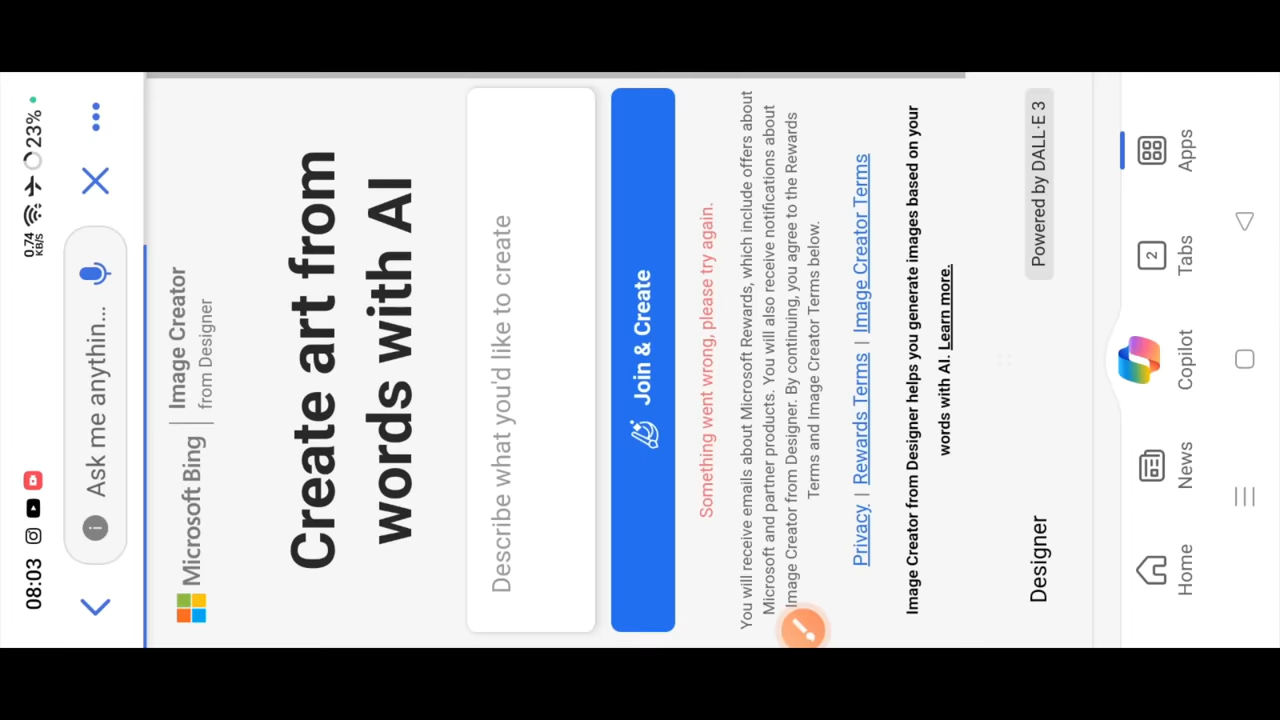 08:03
0.74
KB/S
23%
Ask me anythin...
Microsoft Bing | Image Creator
from Designer
Create art from
words with AI
Describe what you'd like to create
Join & Create
Something went wrong, please try again.
You will receive emails about Microsoft Rewards, which include offers about
Microsoft and partner products. You will also receive notifications about
Image Creator from Designer. By continuing, you agree to the Rewards
Terms and Image Creator Terms below.
Privacy | Rewards Terms | Image Creator Terms
Image Creator from Designer helps you generate images based on your
words with AI. Learn more.
Designer
Powered by DALL·E 3
2
Home
News
Copilot
Tabs
Apps